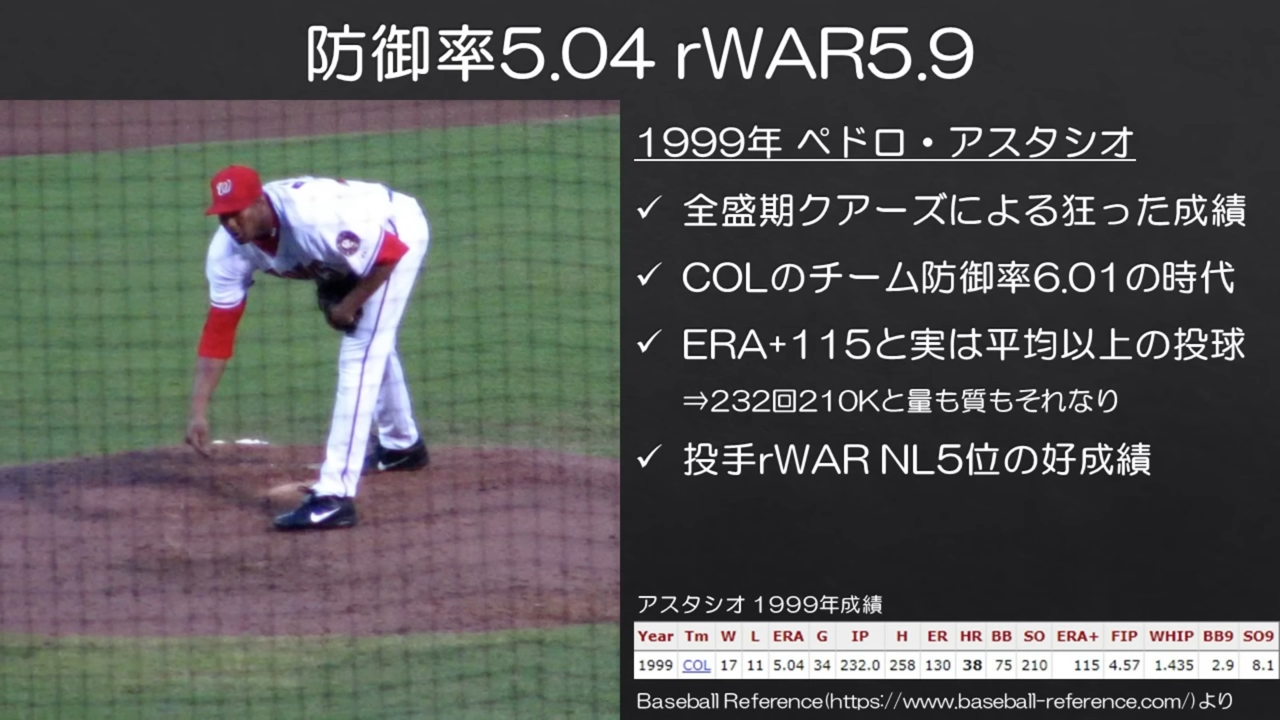 防御率5.04 rWAR5.9
1999年 ペドロ・アスタシオ
✓ 全盛期クアーズによる狂った成績
✓ COLのチーム防御率6.01の時代
✓ ERA+115と実は平均以上の投球
⇒232回210Kと量も質もそれなり
✓ 投手rWAR NL5位の好成績
アスタシオ 1999年成績
Year Tm W L ERA G IP H ER HR BB SO ERA+ FIP WHIP BB9 SO9
1999 COL 17 11 5.04 34 232.0 258 130 38 75 210 115 4.57 1.435 2.9 8.1
Baseball Reference(https://www.baseball-reference.com/)より
W